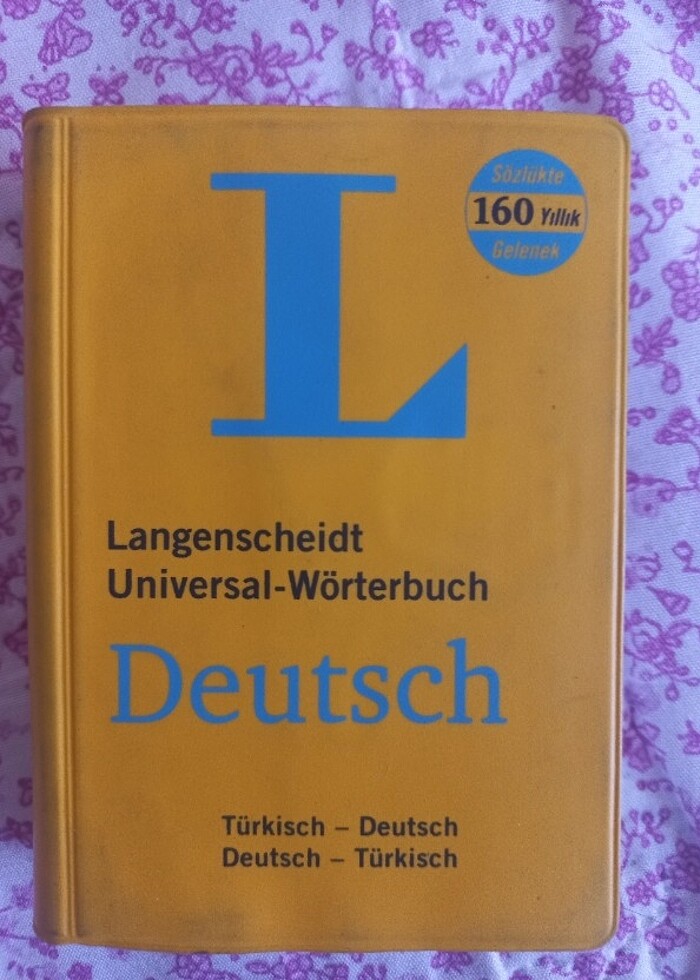 L
Sözlükte
160 Yıllık
Gelenek
Langenscheidt
Universal-Wörterbuch
Deutsch
Türkisch – Deutsch
Deutsch – Türkisch